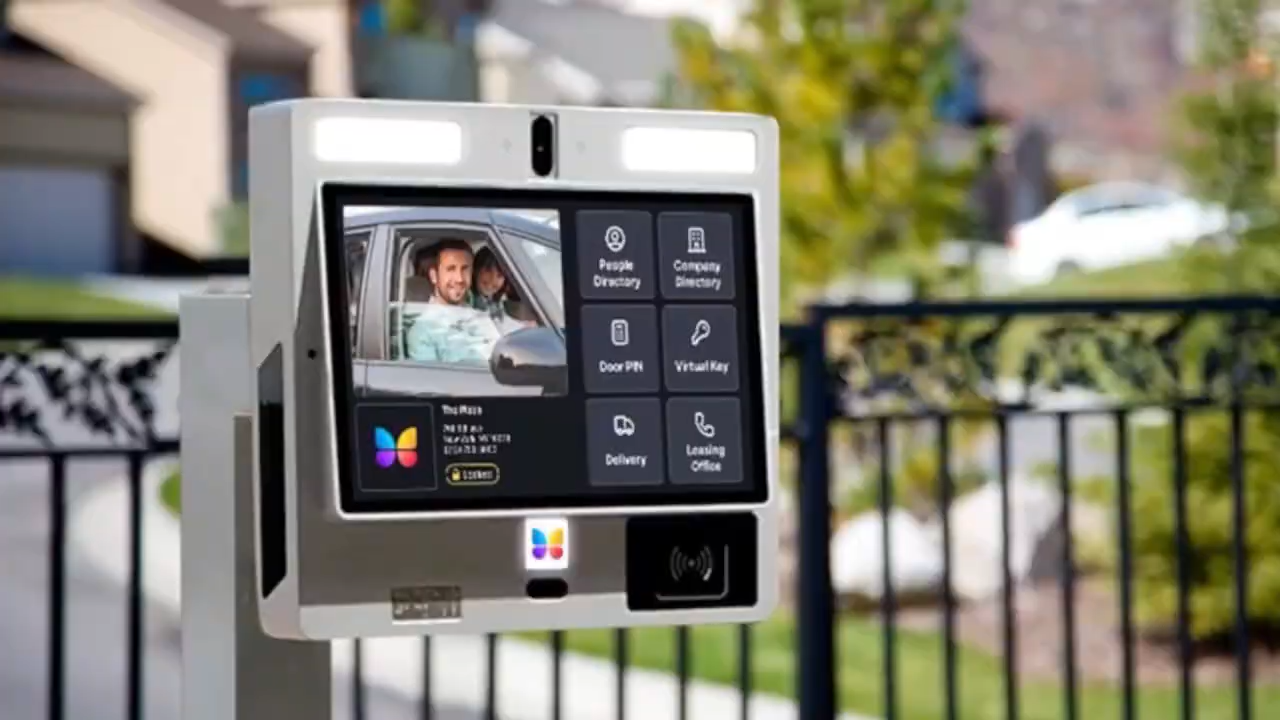 People
Directory
Company
Directory
Door PIN
Virtual Key
Delivery
Leasing
Office